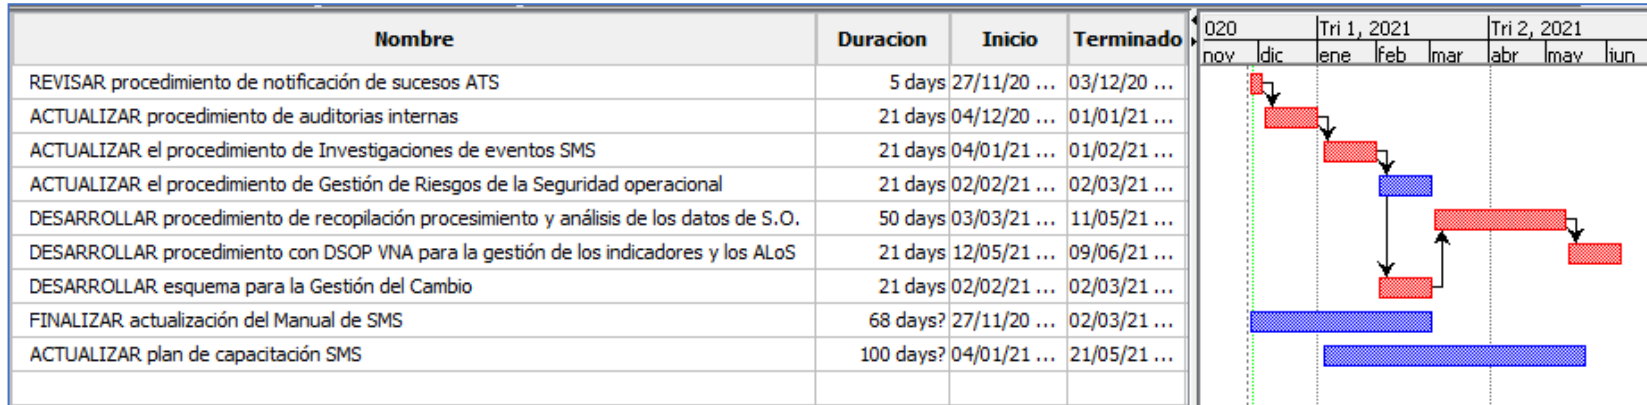 Nombre Duracion Inicio Terminado
020 Tri 1, 2021 Tri 2, 2021
nov dic ene feb mar abr may jun
REVISAR procedimiento de notificación de sucesos ATS 5 days 27/11/20 ... 03/12/20 ...
ACTUALIZAR procedimiento de auditorias internas 21 days 04/12/20 ... 01/01/21 ...
ACTUALIZAR el procedimiento de Investigaciones de eventos SMS 21 days 04/01/21 ... 01/02/21 ...
ACTUALIZAR el procedimiento de Gestión de Riesgos de la Seguridad operacional 21 days 02/02/21 ... 02/03/21 ...
DESARROLLAR procedimiento de recopilación procesimiento y análisis de los datos de S.O. 50 days 03/03/21 ... 11/05/21 ...
DESARROLLAR procedimiento con DSOP VNA para la gestión de los indicadores y los ALoS 21 days 12/05/21 ... 09/06/21 ...
DESARROLLAR esquema para la Gestión del Cambio 21 days 02/02/21 ... 02/03/21 ...
FINALIZAR actualización del Manual de SMS 68 days? 27/11/20 ... 02/03/21 ...
ACTUALIZAR plan de capacitación SMS 100 days? 04/01/21 ... 21/05/21 ...